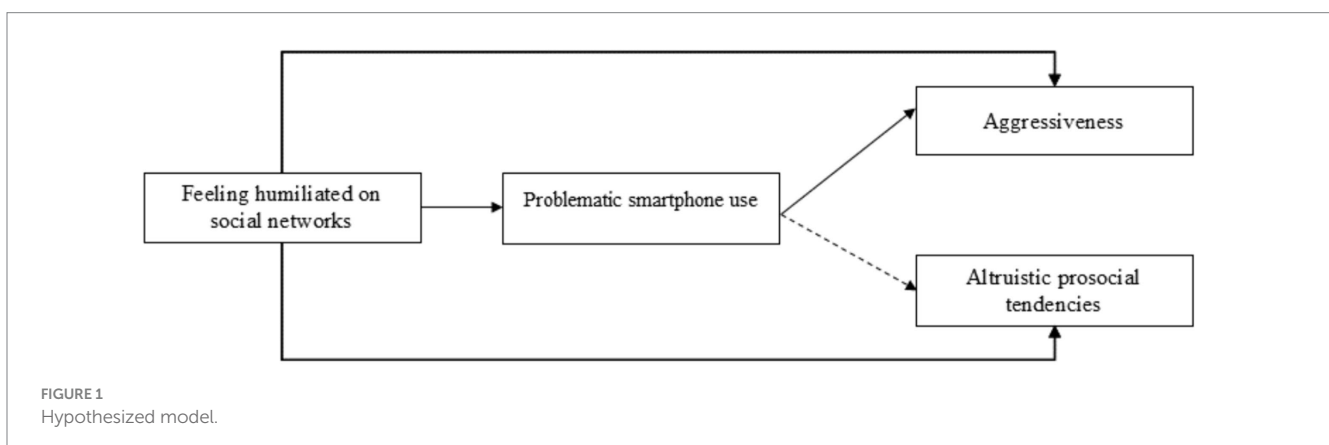 Aggressiveness
Feeling humiliated on
social networks
Problematic smartphone use
Altruistic prosocial
tendencies
FIGURE 1
Hypothesized model.